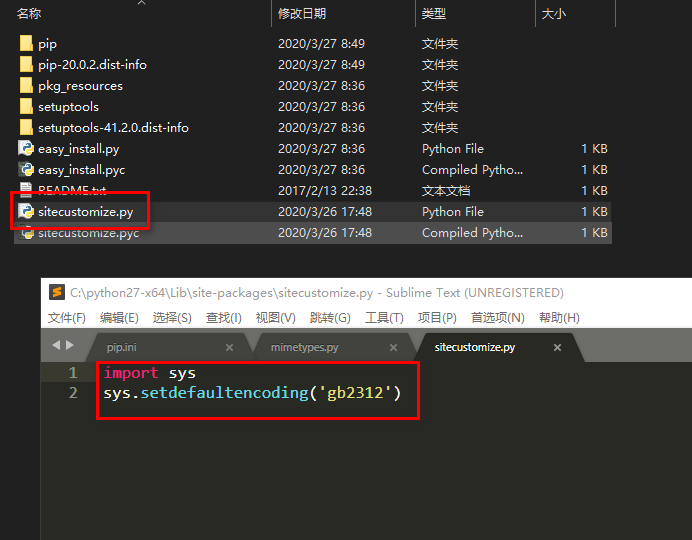 名称 修改日期 类型 大小
pip 2020/3/27 8:49 文件夹
pip-20.0.2.dist-info 2020/3/27 8:49 文件夹
pkg_resources 2020/3/27 8:36 文件夹
setuptools 2020/3/27 8:36 文件夹
setuptools-41.2.0.dist-info 2020/3/27 8:36 文件夹
easy_install.py 2020/3/27 8:36 Python File 1 KB
easy_install.pyc 2020/3/27 8:36 Compiled Pytho... 1 KB
README.txt 2017/2/13 22:38 文本文档 1 KB
sitecustomize.py 2020/3/26 17:48 Python File 1 KB
sitecustomize.pyc 2020/3/26 17:48 Compiled Pytho... 1 KB
C:\python27-x64\Lib\site-packages\sitecustomize.py - Sublime Text (UNREGISTERED)
文件(F) 编辑(E) 选择(S) 查找(I) 视图(V) 跳转(G) 工具(T) 项目(P) 首选项(N) 帮助(H)
pip.ini × mimetypes.py × sitecustomize.py ×
1 import sys
2 sys.setdefaultencoding('gb2312')